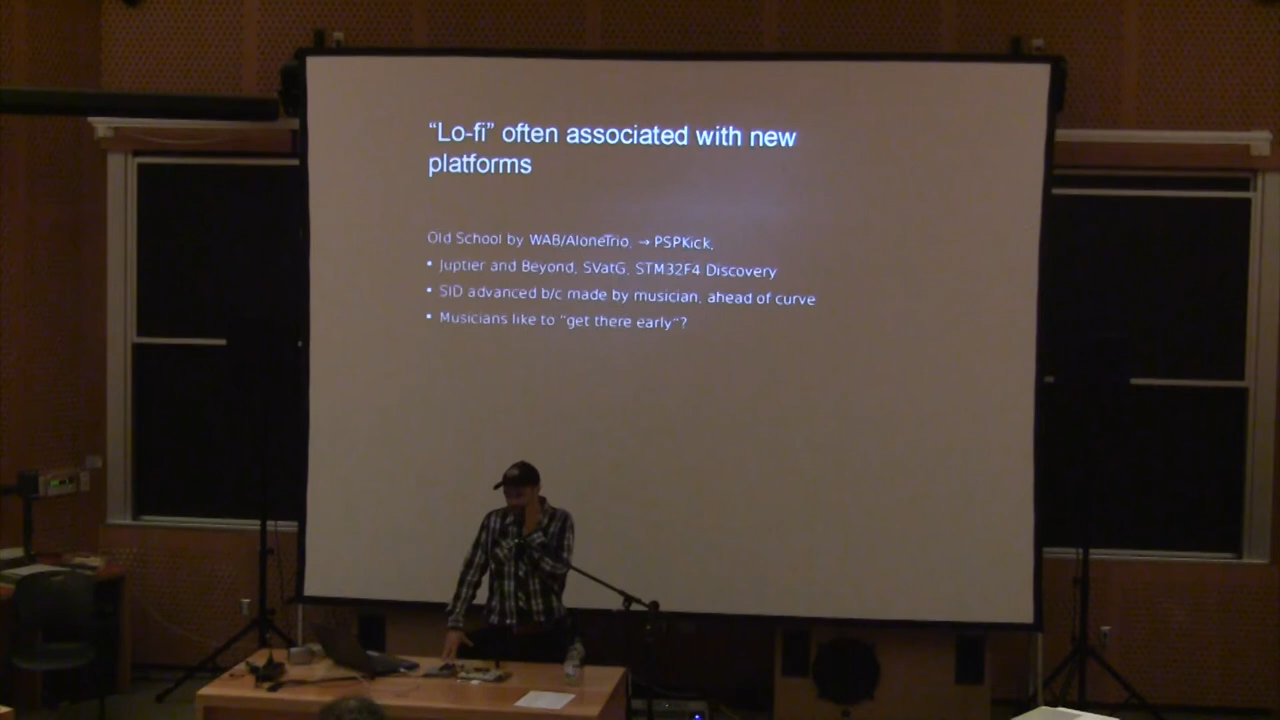 “Lo-fi” often associated with new
platforms
Old School by WAB/AloneTrio, → PSPKick,
• Juptier and Beyond, SVatG, STM32F4 Discovery
• SID advanced b/c made by musician, ahead of curve
• Musicians like to “get there early”?